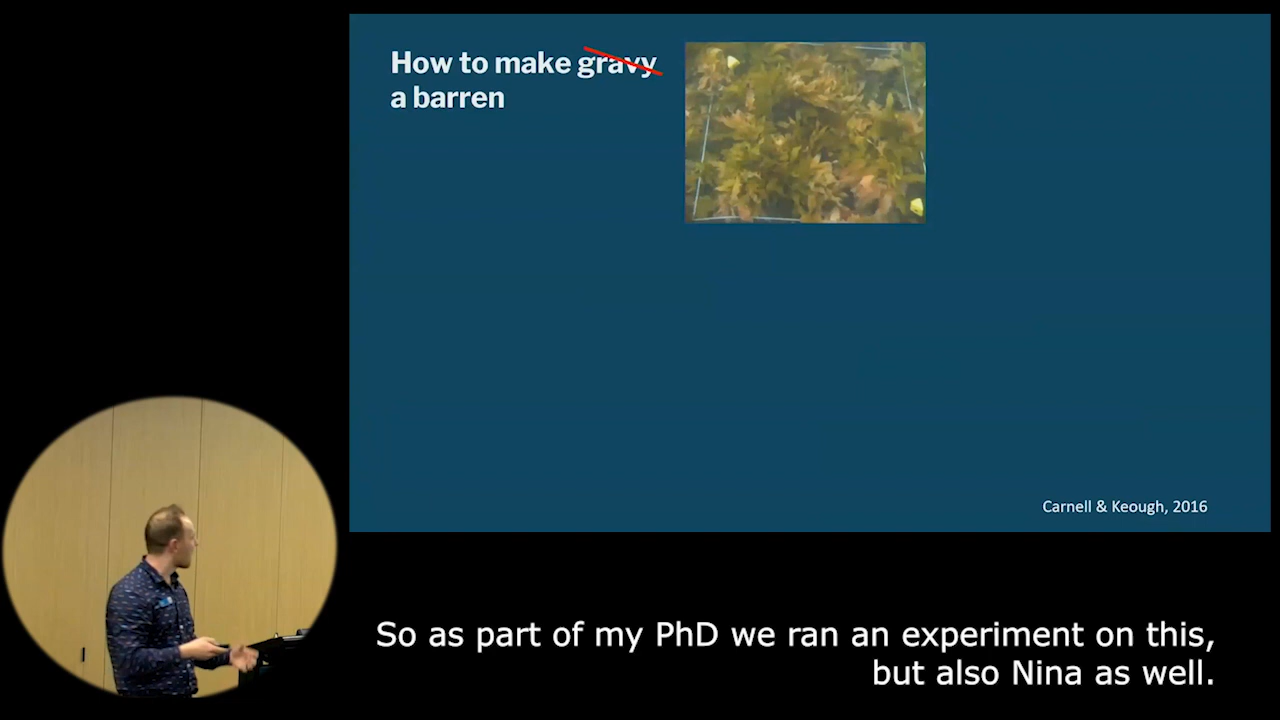 How to make gravy
a barren
Carnell & Keough, 2016
So as part of my PhD we ran an experiment on this,
but also Nina as well.